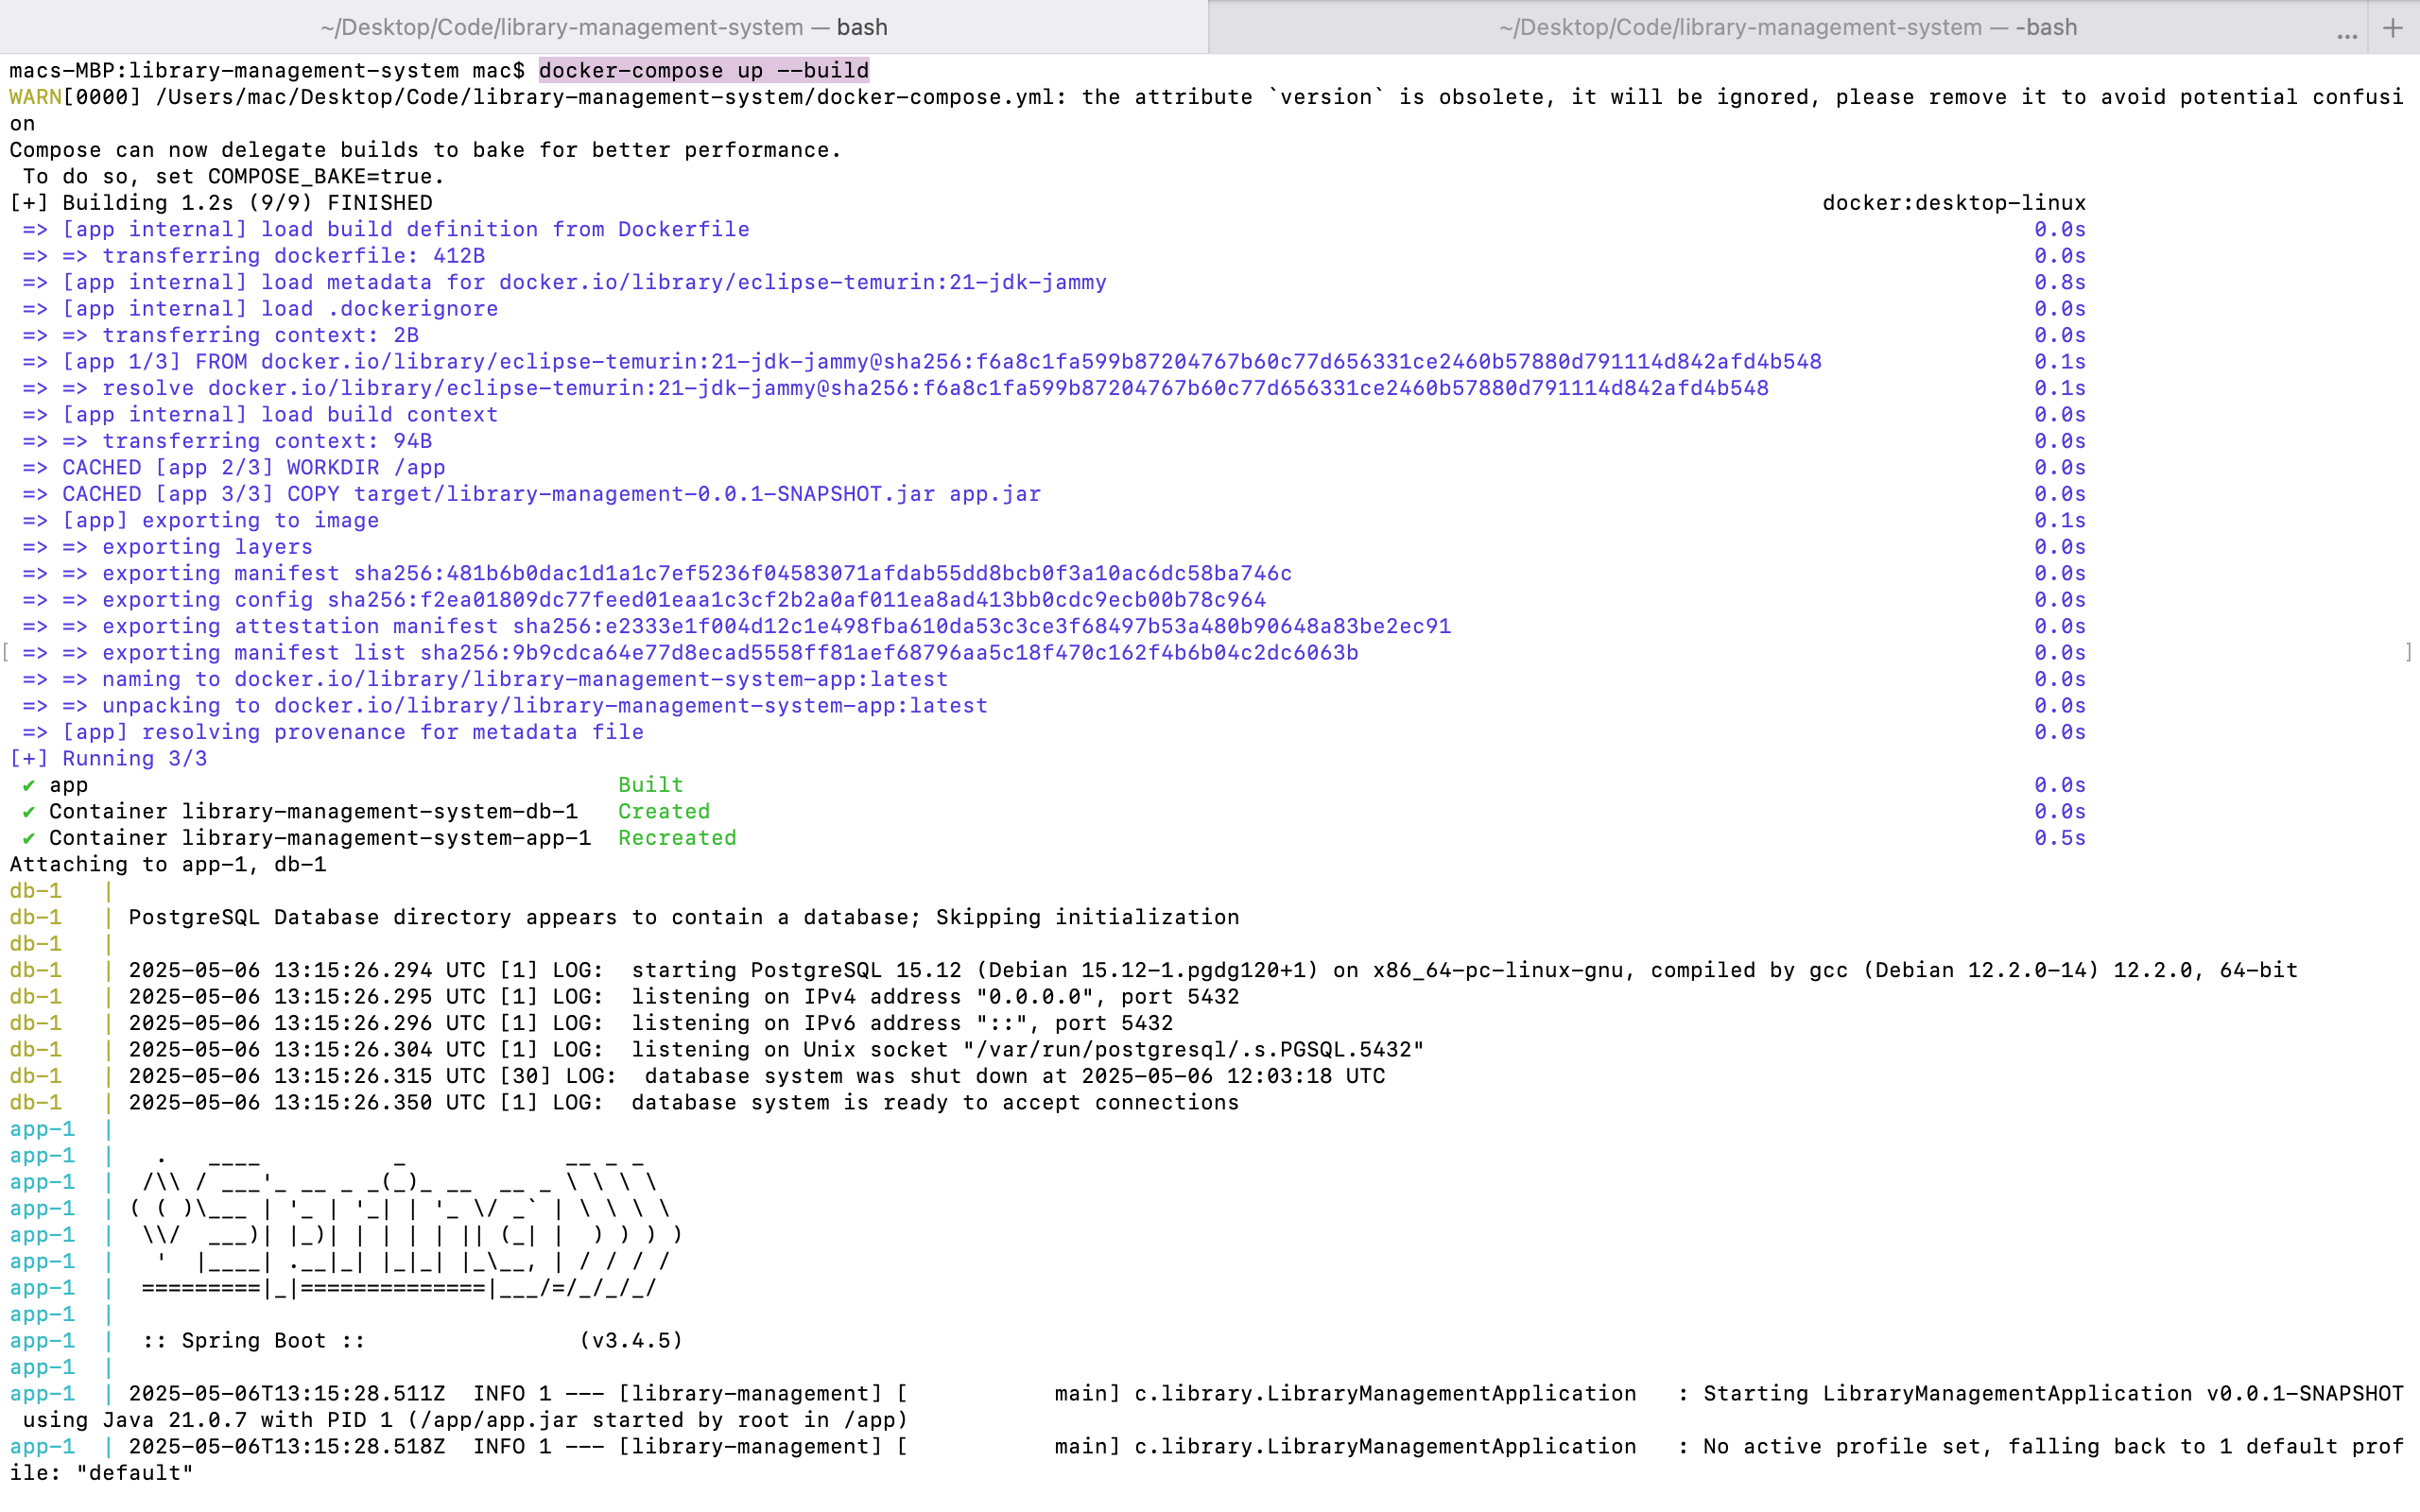 ~/Desktop/Code/library-management-system — bash
~/Desktop/Code/library-management-system — -bash
... +
macs-MBP:library-management-system mac$ docker-compose up --build
WARN[0000] /Users/mac/Desktop/Code/library-management-system/docker-compose.yml: the attribute `version` is obsolete, it will be ignored, please remove it to avoid potential confusi
on
Compose can now delegate builds to bake for better performance.
 To do so, set COMPOSE_BAKE=true.
[+] Building 1.2s (9/9) FINISHED docker:desktop-linux
 => [app internal] load build definition from Dockerfile 0.0s
 => => transferring dockerfile: 412B 0.0s
 => [app internal] load metadata for docker.io/library/eclipse-temurin:21-jdk-jammy 0.8s
 => [app internal] load .dockerignore 0.0s
 => => transferring context: 2B 0.0s
 => [app 1/3] FROM docker.io/library/eclipse-temurin:21-jdk-jammy@sha256:f6a8c1fa599b87204767b60c77d656331ce2460b57880d791114d842afd4b548 0.1s
 => => resolve docker.io/library/eclipse-temurin:21-jdk-jammy@sha256:f6a8c1fa599b87204767b60c77d656331ce2460b57880d791114d842afd4b548 0.1s
 => [app internal] load build context 0.0s
 => => transferring context: 94B 0.0s
 => CACHED [app 2/3] WORKDIR /app 0.0s
 => CACHED [app 3/3] COPY target/library-management-0.0.1-SNAPSHOT.jar app.jar 0.0s
 => [app] exporting to image 0.1s
 => => exporting layers 0.0s
 => => exporting manifest sha256:481b6b0dac1d1a1c7ef5236f04583071afdab55dd8bcb0f3a10ac6dc58ba746c 0.0s
 => => exporting config sha256:f2ea01809dc77feed01eaa1c3cf2b2a0af011ea8ad413bb0cdc9ecb00b78c964 0.0s
 => => exporting attestation manifest sha256:e2333e1f004d12c1e498fba610da53c3ce3f68497b53a480b90648a83be2ec91 0.0s
[ => => exporting manifest list sha256:9b9cdca64e77d8ecad5558ff81aef68796aa5c18f470c162f4b6b04c2dc6063b 0.0s ]
 => => naming to docker.io/library/library-management-system-app:latest 0.0s
 => => unpacking to docker.io/library/library-management-system-app:latest 0.0s
 => [app] resolving provenance for metadata file 0.0s
[+] Running 3/3
 ✔ app Built 0.0s
 ✔ Container library-management-system-db-1 Created 0.0s
 ✔ Container library-management-system-app-1 Recreated 0.5s
Attaching to app-1, db-1
db-1   |
db-1   | PostgreSQL Database directory appears to contain a database; Skipping initialization
db-1   |
db-1   | 2025-05-06 13:15:26.294 UTC [1] LOG:  starting PostgreSQL 15.12 (Debian 15.12-1.pgdg120+1) on x86_64-pc-linux-gnu, compiled by gcc (Debian 12.2.0-14) 12.2.0, 64-bit
db-1   | 2025-05-06 13:15:26.295 UTC [1] LOG:  listening on IPv4 address "0.0.0.0", port 5432
db-1   | 2025-05-06 13:15:26.296 UTC [1] LOG:  listening on IPv6 address "::", port 5432
db-1   | 2025-05-06 13:15:26.304 UTC [1] LOG:  listening on Unix socket "/var/run/postgresql/.s.PGSQL.5432"
db-1   | 2025-05-06 13:15:26.315 UTC [30] LOG:  database system was shut down at 2025-05-06 12:03:18 UTC
db-1   | 2025-05-06 13:15:26.350 UTC [1] LOG:  database system is ready to accept connections
app-1  |
app-1  |   .   ____          _            __ _ _
app-1  |  /\\ / ___'_ __ _ _(_)_ __  __ _ \ \ \ \
app-1  | ( ( )\___ | '_ | '_| | '_ \/ _` | \ \ \ \
app-1  |  \\/  ___)| |_)| | | | | || (_| |  ) ) ) )
app-1  |   '  |____| .__|_| |_|_| |_\__, | / / / /
app-1  |  =========|_|==============|___/=/_/_/_/
app-1  |
app-1  |  :: Spring Boot ::                (v3.4.5)
app-1  |
app-1  | 2025-05-06T13:15:28.511Z  INFO 1 --- [library-management] [           main] c.library.LibraryManagementApplication   : Starting LibraryManagementApplication v0.0.1-SNAPSHOT
 using Java 21.0.7 with PID 1 (/app/app.jar started by root in /app)
app-1  | 2025-05-06T13:15:28.518Z  INFO 1 --- [library-management] [           main] c.library.LibraryManagementApplication   : No active profile set, falling back to 1 default prof
ile: "default"